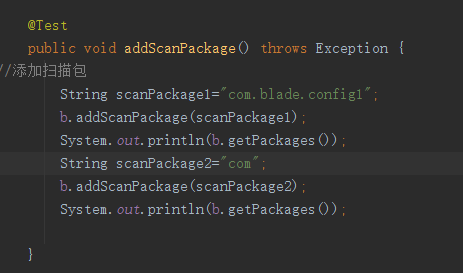 @Test
public void addScanPackage() throws Exception {
//添加扫描包
String scanPackage1="com.blade.config1";
b.addScanPackage(scanPackage1);
System.out.println(b.getPackages());
String scanPackage2="com";
b.addScanPackage(scanPackage2);
System.out.println(b.getPackages());
}